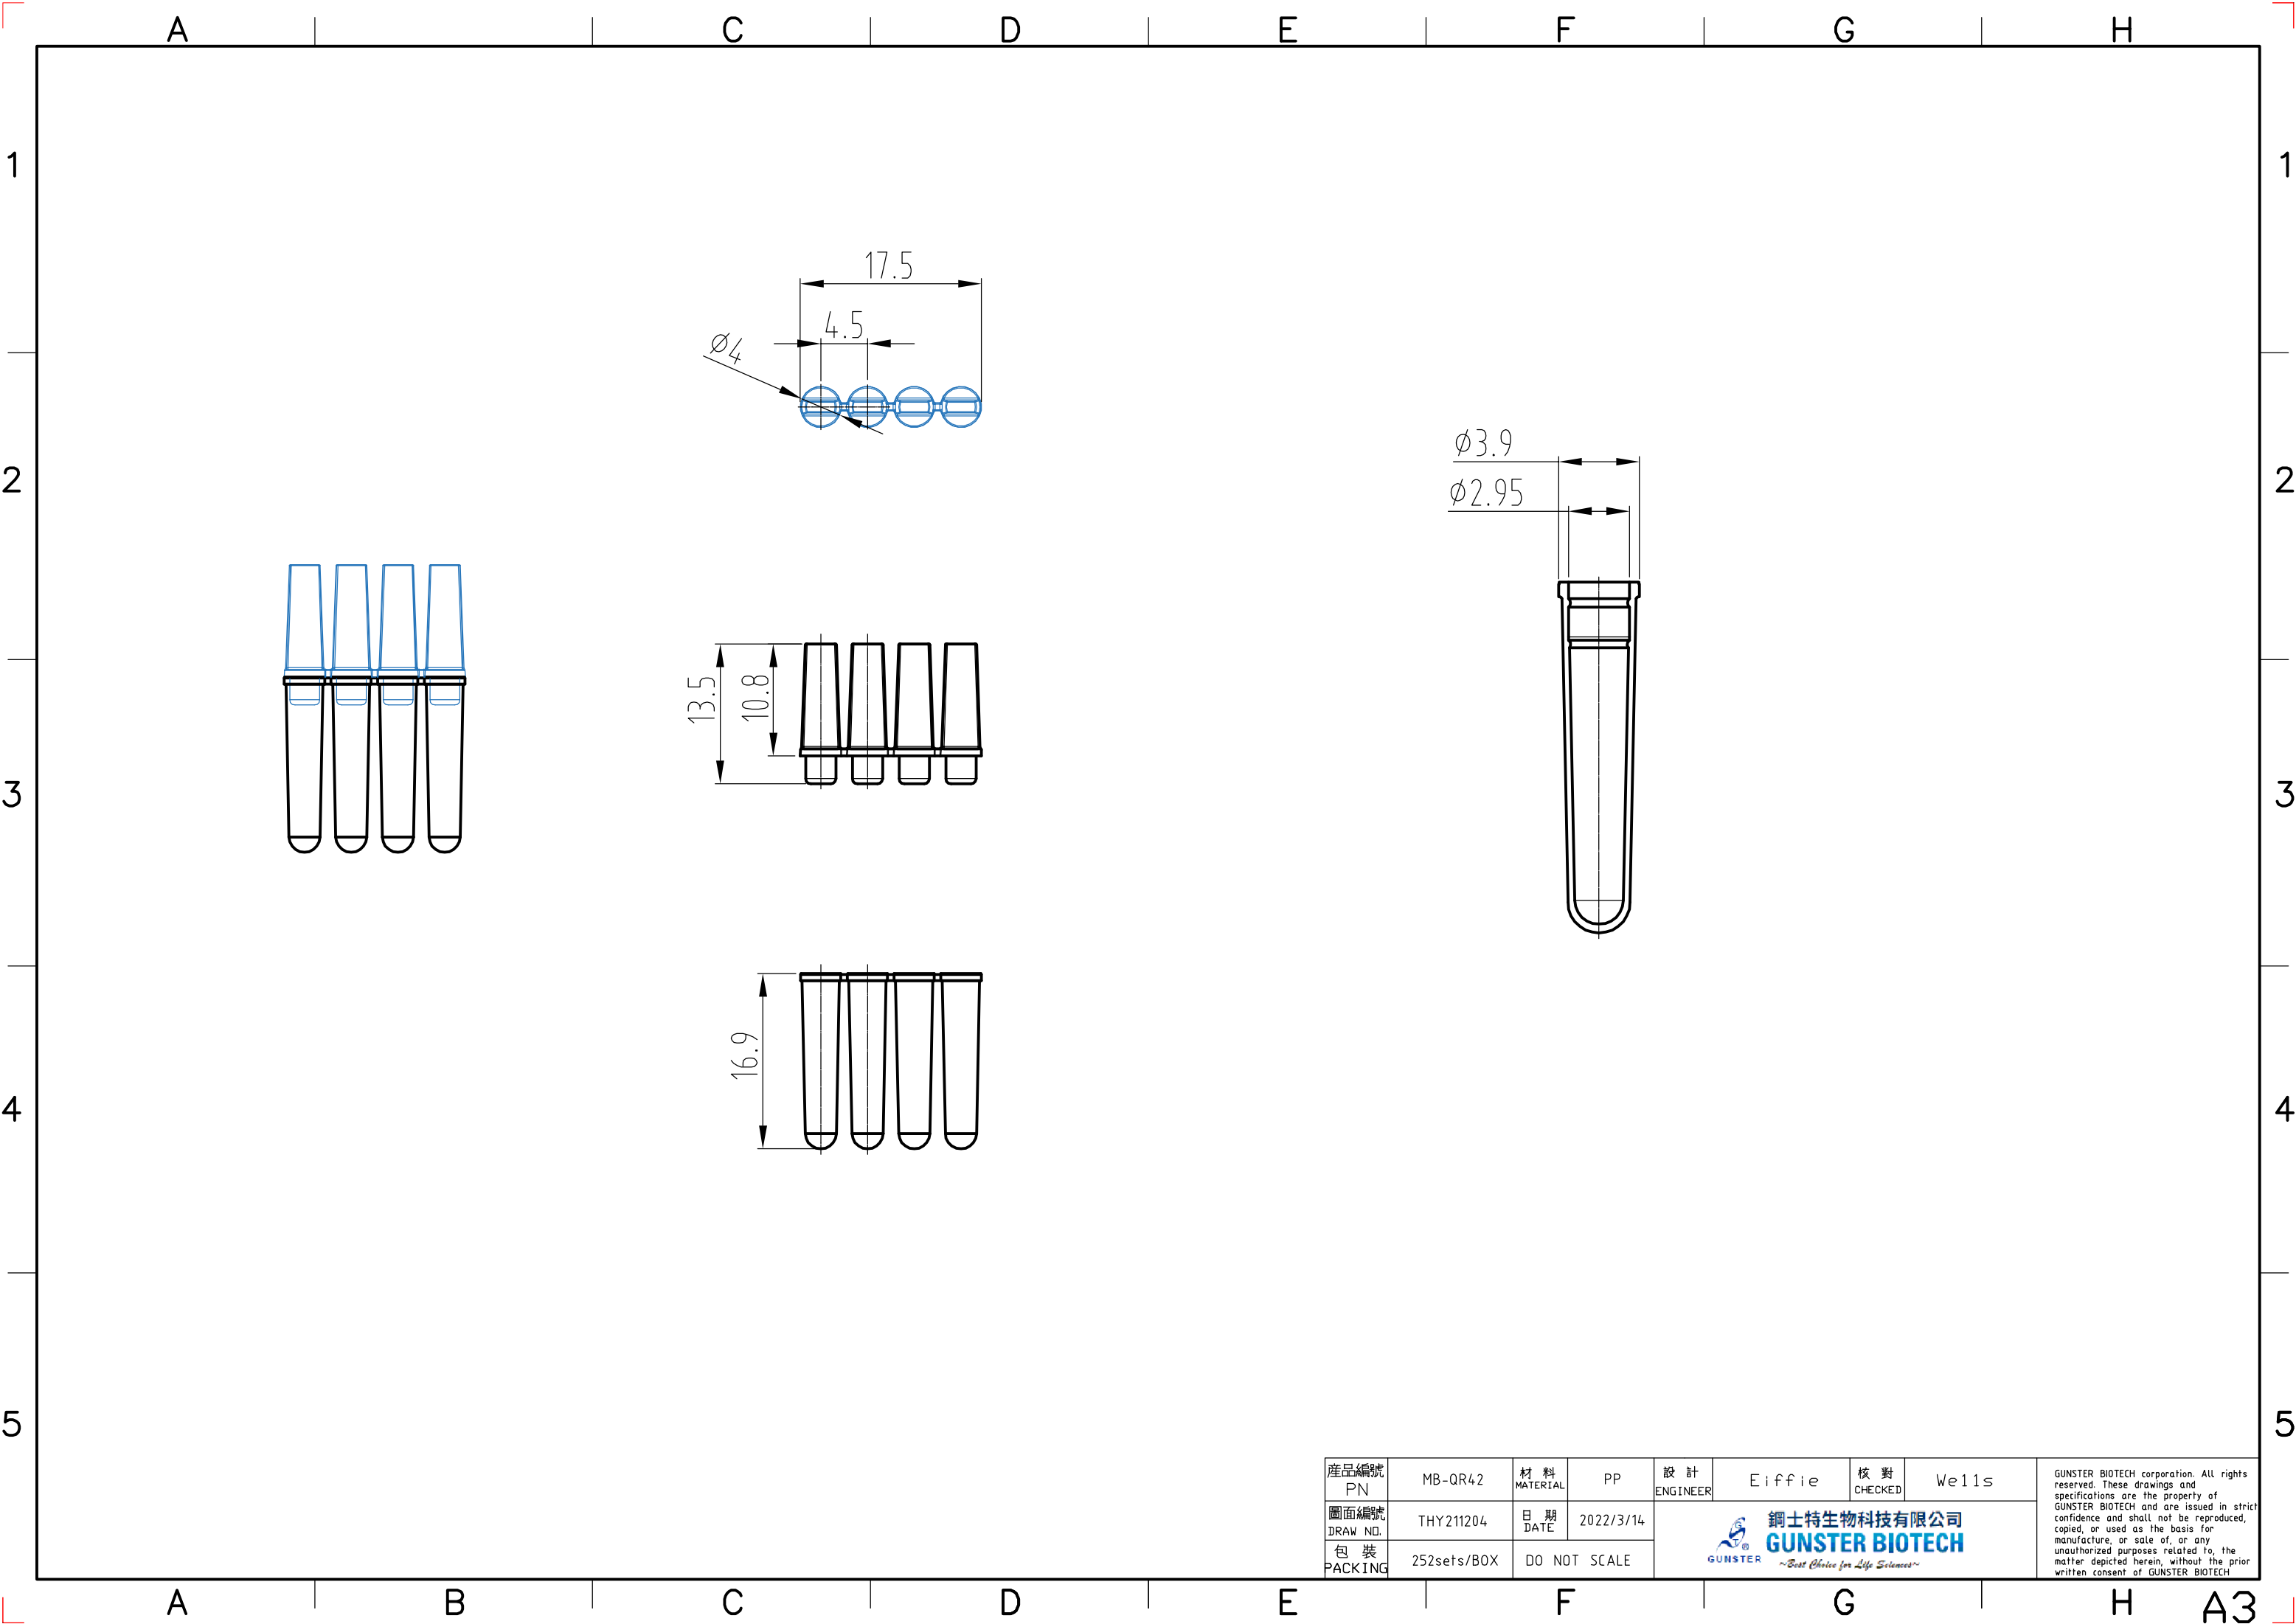 A C D E F G H
1 1
17.5
4.5
Ø4
Ø3.9
2 2
Ø2.95
13.5
10.8
3 3
16.9
4 4
5 5
產品編號
PN
MB-QR42
材 料
MATERIAL
PP
設 計
ENGINEER
Eiffie
核 對
CHECKED
We11s
圖面編號
DRAW NO.
THY211204
日 期
DATE
2022/3/14
包 裝
PACKING
252sets/BOX
DO NOT SCALE
GUNSTER
®
鋼士特生物科技有限公司
GUNSTER BIOTECH
~Best Choice for Life Sciences~
GUNSTER BIOTECH corporation. All rights
reserved. These drawings and
specifications are the property of
GUNSTER BIOTECH and are issued in strict
confidence and shall not be reproduced,
copied, or used as the basis for
manufacture, or sale of, or any
unauthorized purposes related to, the
matter depicted herein, without the prior
written consent of GUNSTER BIOTECH
A B C D E F G H
A3